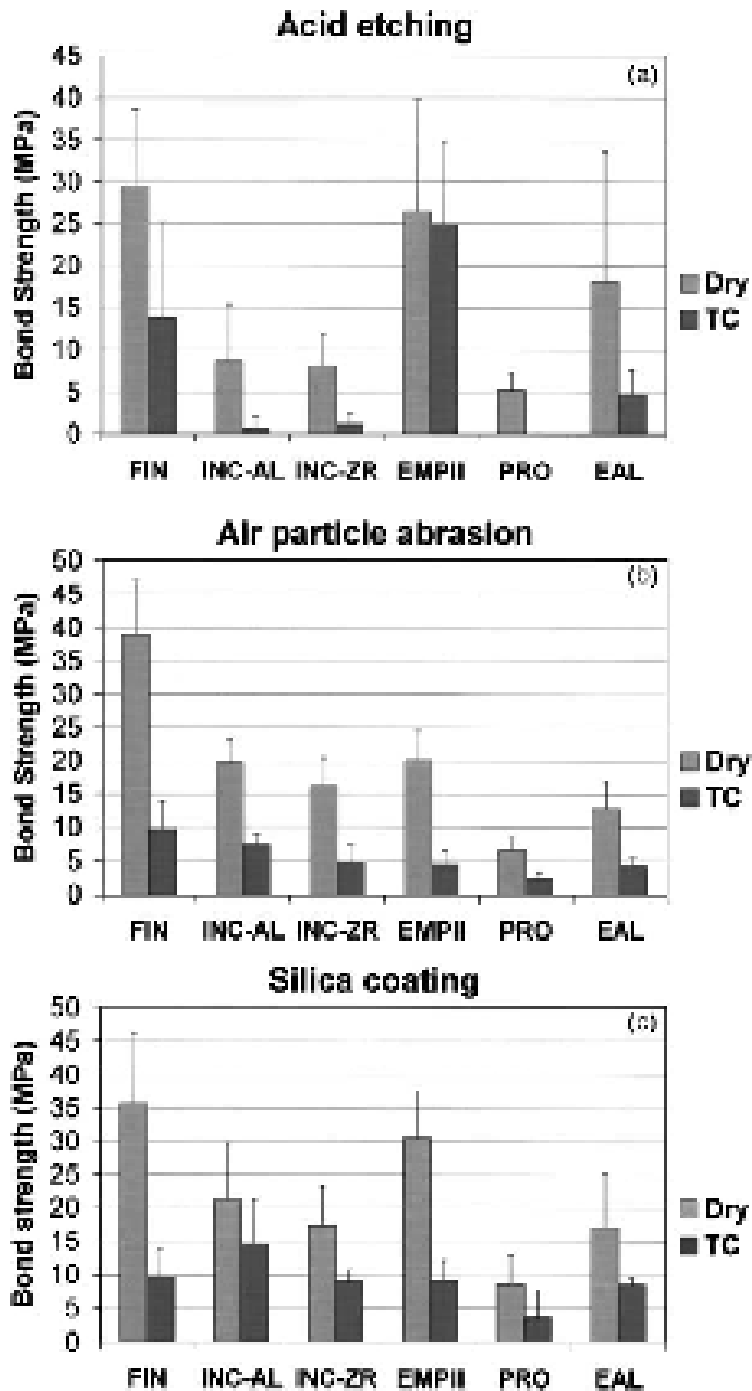 Acid etching
(a)
45
40
35
30
25
20
15
10
5
0
Bond Strength (MPa)
Dry
TC
FIN INC-AL INC-ZR EMPII PRO EAL
Air particle abrasion
(b)
50
45
40
35
30
25
20
15
10
5
0
Bond Strength (MPa)
Dry
TC
FIN INC-AL INC-ZR EMPII PRO EAL
Silica coating
(c)
50
45
40
35
30
25
20
15
10
5
0
Bond strength (MPa)
Dry
TC
FIN INC-AL INC-ZR EMPII PRO EAL